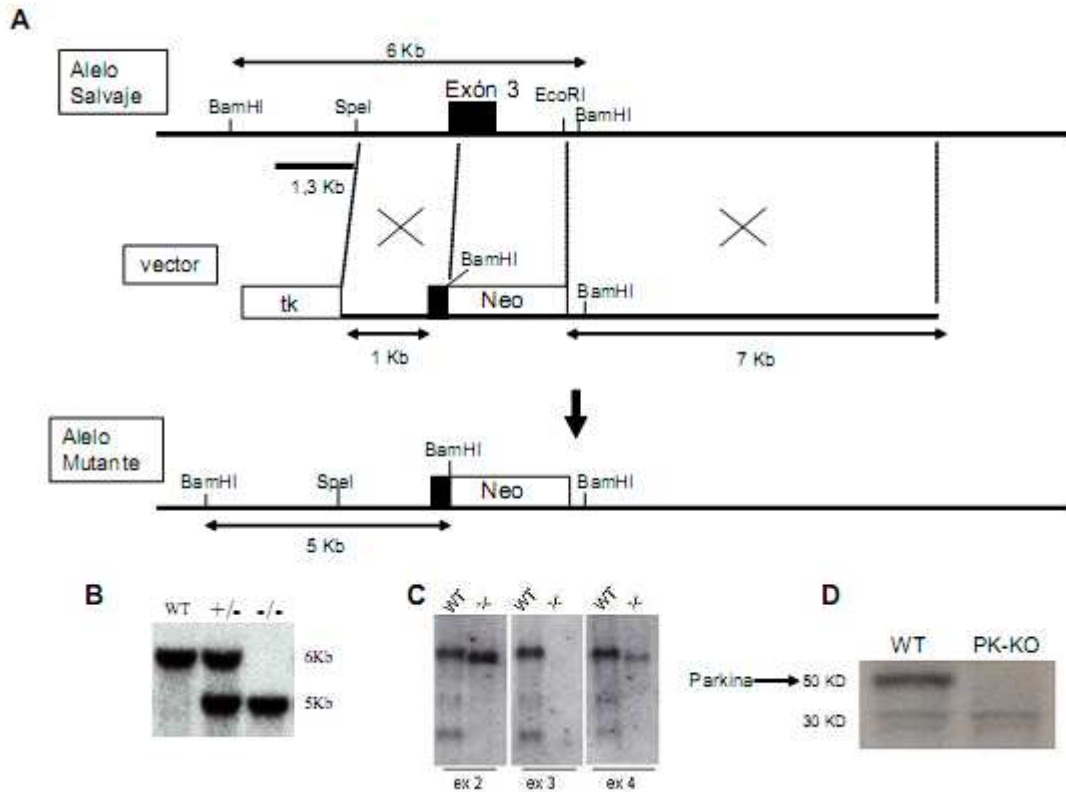 A
6 Kb
Alelo
Salvaje
Exón 3
EcoRI
BamHI
SpeI
BamHI
1,3 Kb
vector
BamHI
tk
Neo
BamHI
1 Kb
7 Kb
Alelo
Mutante
BamHI
BamHI
SpeI
Neo
BamHI
5 Kb
B
WT
+/-
-/-
6Kb
5Kb
C
WT
-/-
WT
-/-
WT
-/-
ex 2
ex 3
ex 4
D
WT
PK-KO
Parkina
50 KD
30 KD